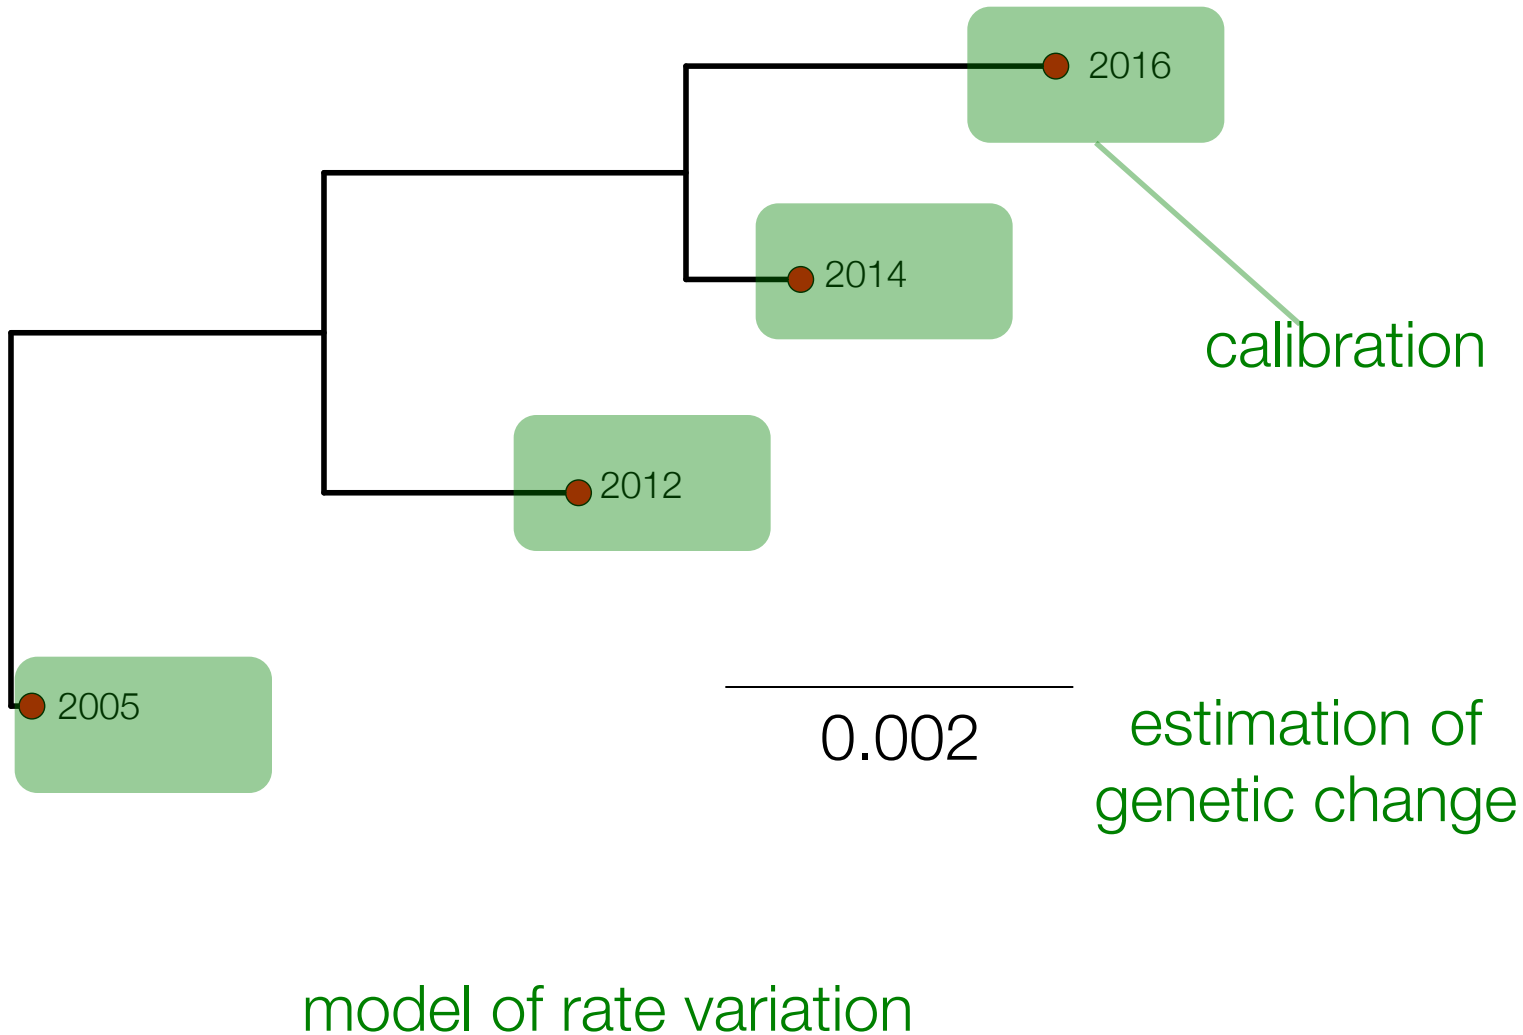 2016
2014
calibration
2012
2005
0.002
estimation of
genetic change
model of rate variation